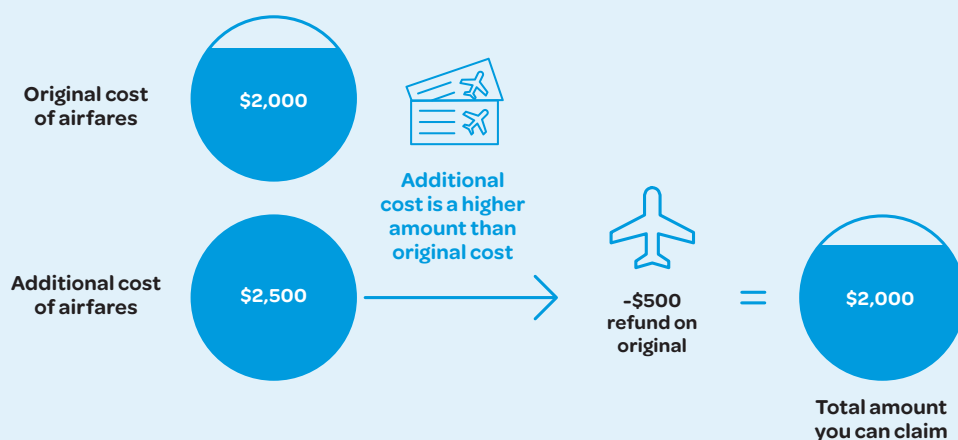 Original cost
of airfares
$2,000
Additional
cost is a higher
amount than
original cost
Additional cost
of airfares
$2,500
-$500
refund on
original
=
$2,000
Total amount
you can claim